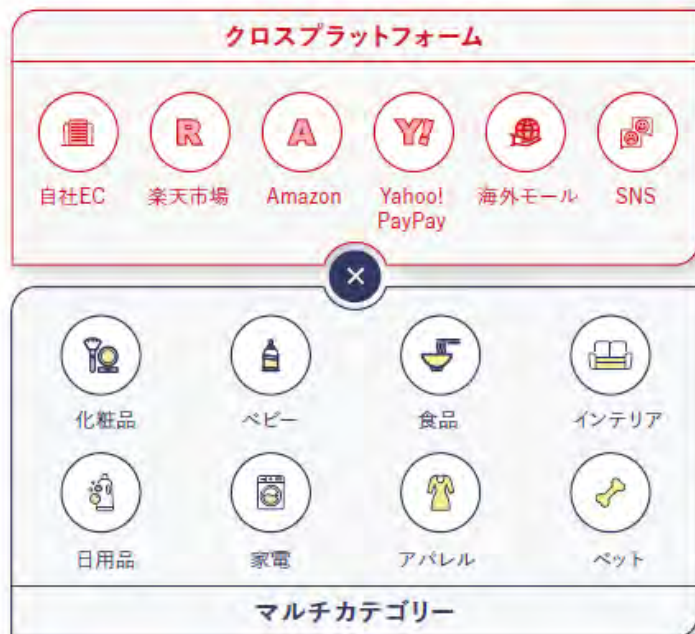 クロスプラットフォーム
R A Y!
自社EC 楽天市場 Amazon Yahoo! PayPay 海外モール SNS
×
化粧品 ベビー 食品 インテリア
日用品 家電 アパレル ペット
マルチカテゴリー